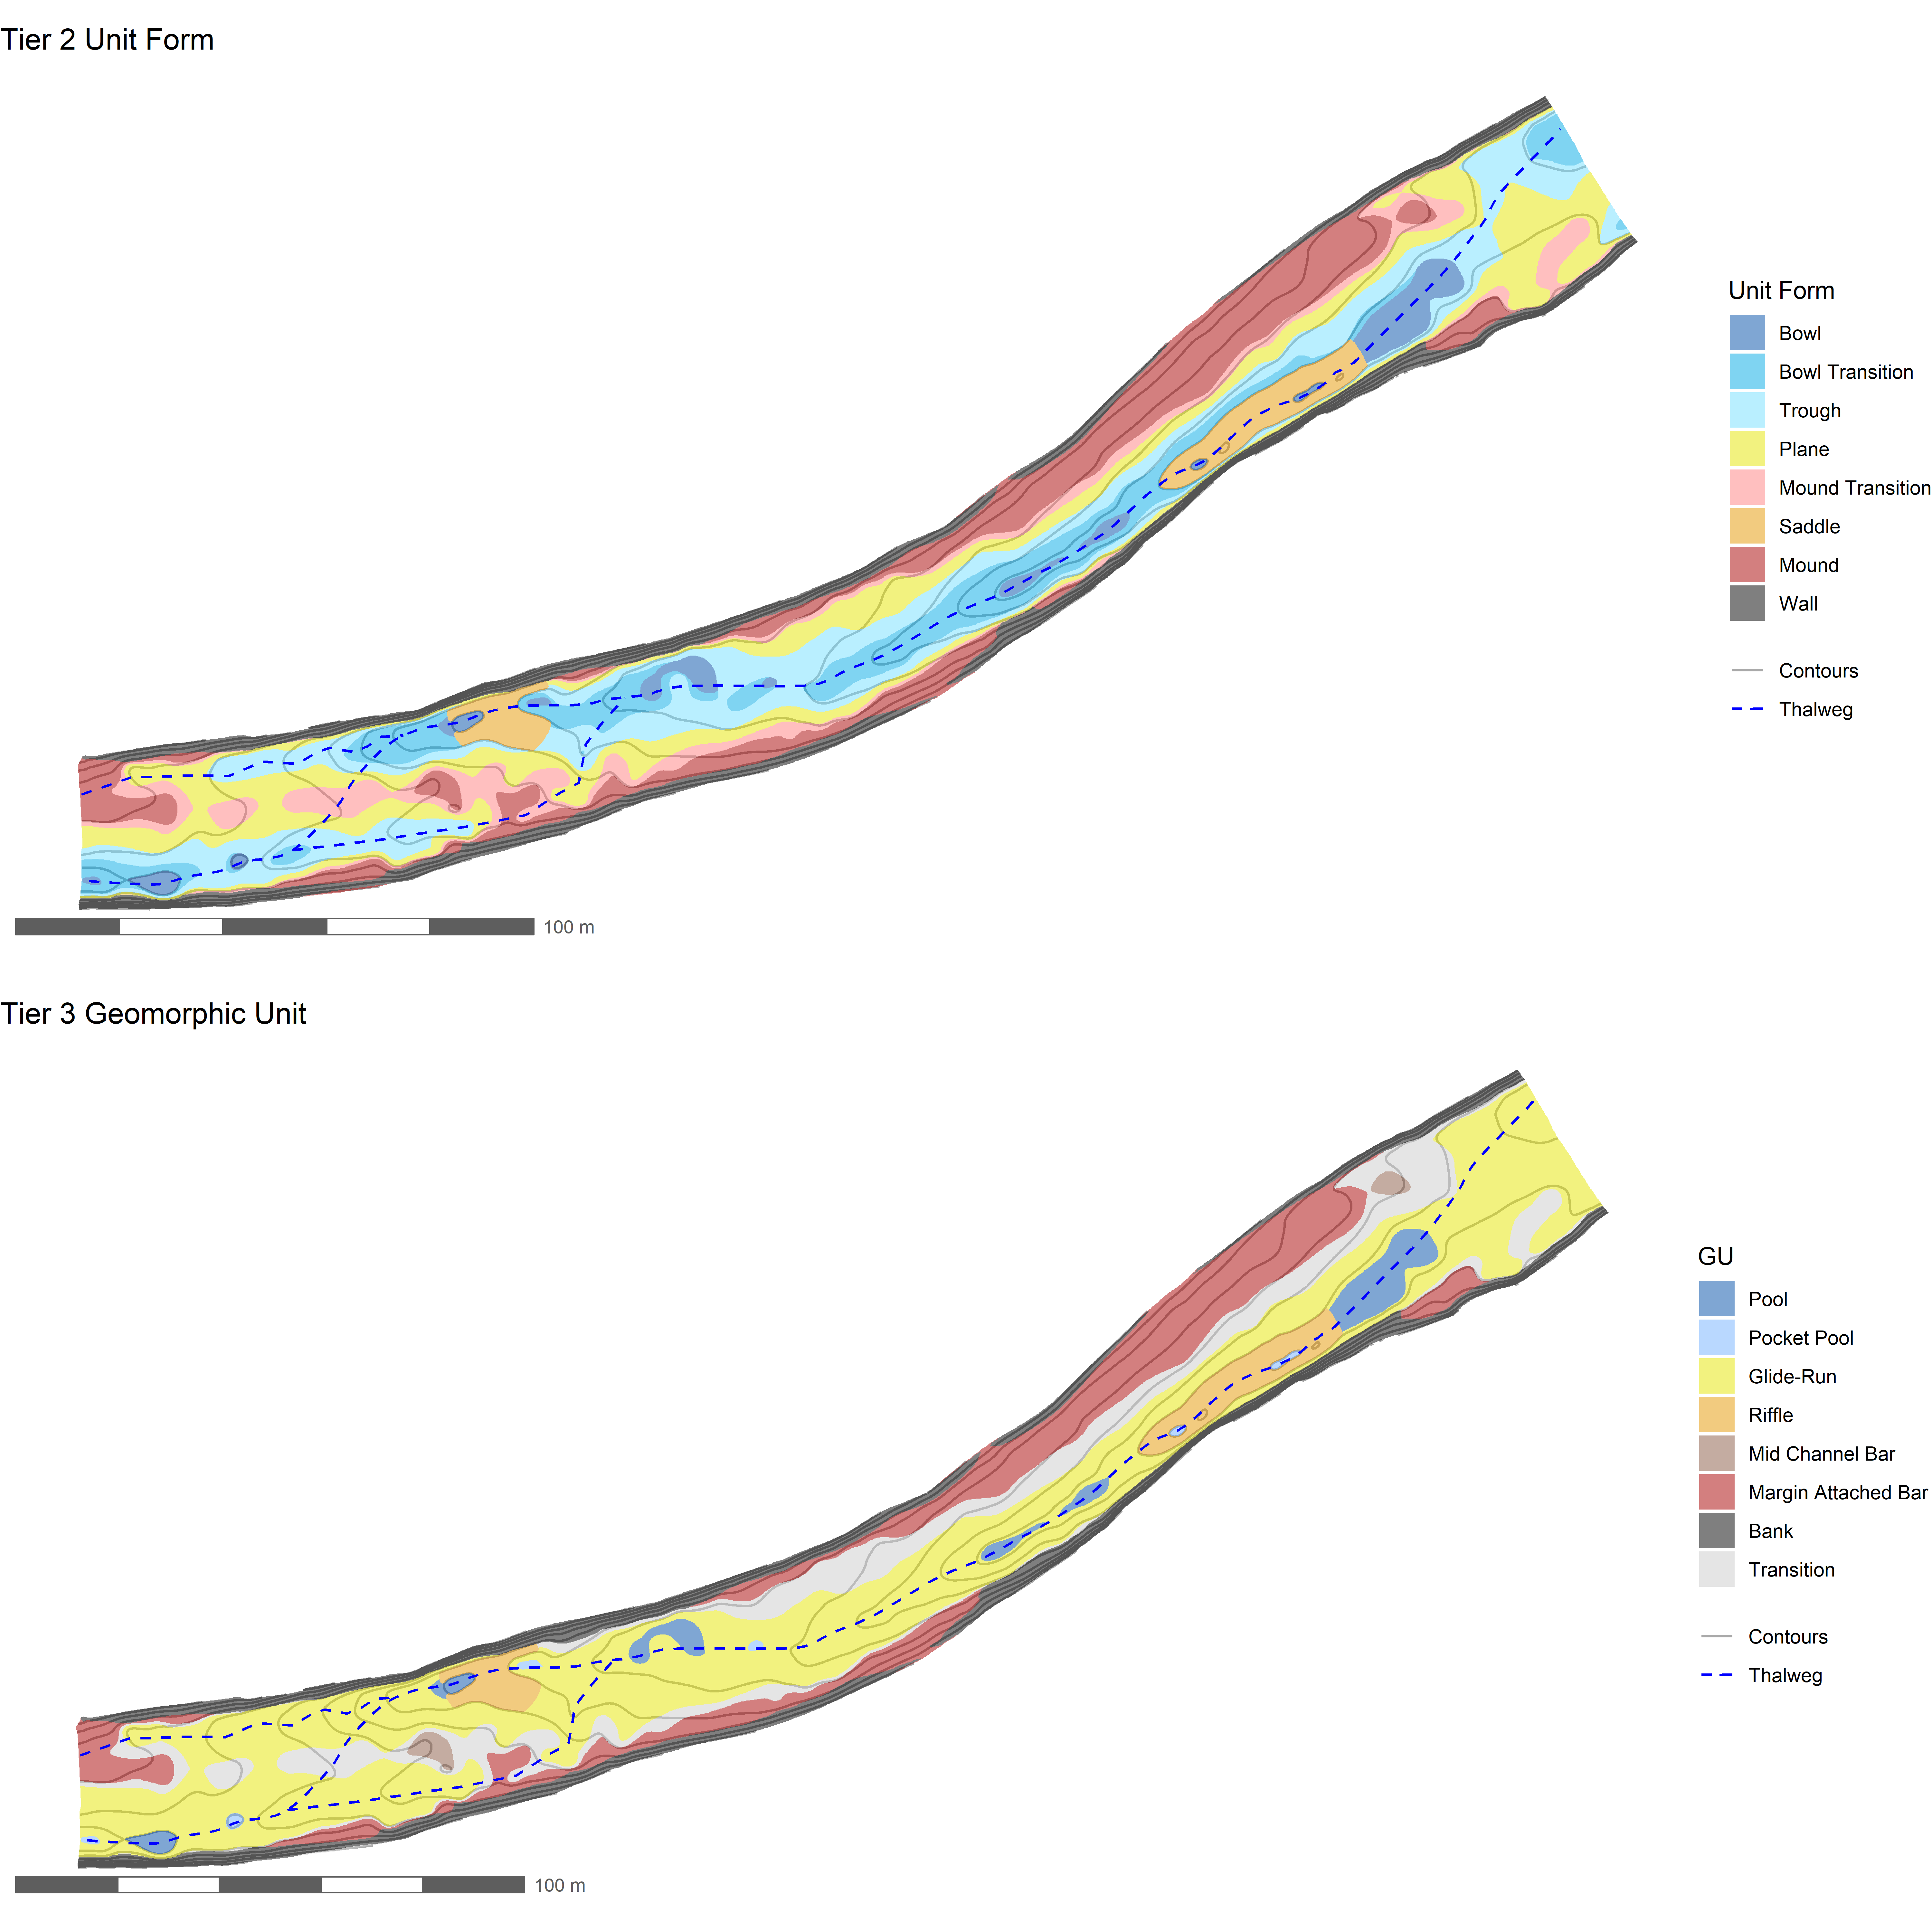 Tier 2 Unit Form
Unit Form
Bowl
Bowl Transition
Trough
Plane
Mound Transition
Saddle
Mound
Wall
Contours
Thalweg
100 m
Tier 3 Geomorphic Unit
GU
Pool
Pocket Pool
Glide-Run
Riffle
Mid Channel Bar
Margin Attached Bar
Bank
Transition
Contours
Thalweg
100 m